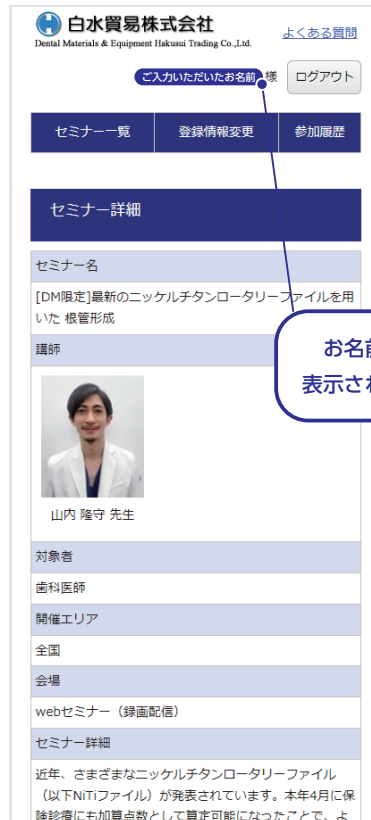 白水貿易株式会社
Dental Materials & Equipment Hakusui Trading Co.,Ltd.
よくある質問
ご入力いただいたお名前 様
ログアウト
セミナー一覧
登録情報変更
参加履歴
セミナー詳細
セミナー名
[DM限定]最新のニッケルチタンロータリーファイルを用
いた 根管形成
講師
お名前
表示され
山内 隆守 先生
対象者
歯科医師
開催エリア
全国
会場
webセミナー（録画配信）
セミナー詳細
近年、さまざまなニッケルチタンロータリーファイル
（以下NiTiファイル）が発表されています。本年4月に保
険診療にも加算点数として算定可能になったことで、よ